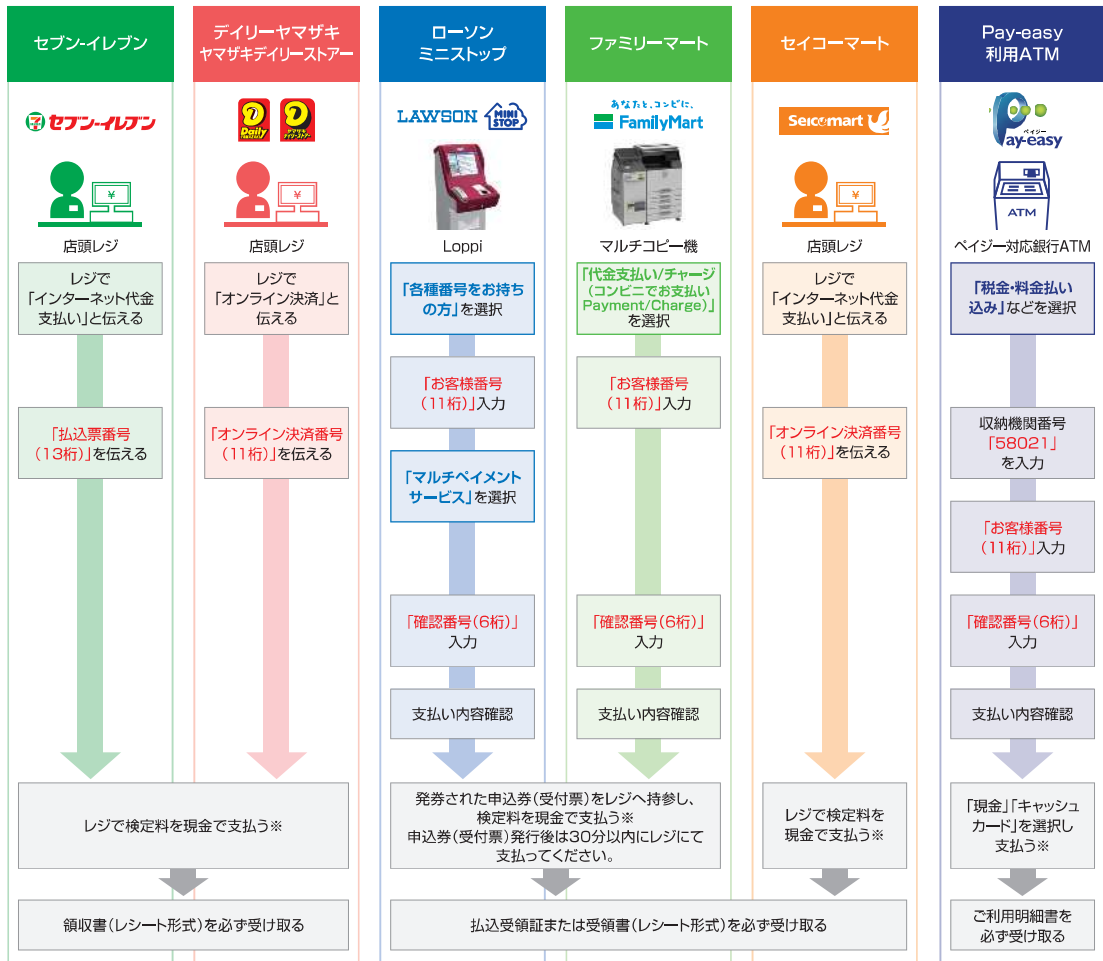 セブン-イレブン
デイリーヤマザキ
ヤマザキデイリーストアー
ローソン
ミニストップ
ファミリーマート
セイコーマート
Pay-easy
利用ATM
セブン-イレブン
Daily
ヤマザキ
デイリーストアー
LAWSON
MINI
STOP
あなたと、コンビに、
FamilyMart
Seicomart
ペイジー
Pay-easy
¥
¥
¥
ATM
店頭レジ
店頭レジ
Loppi
マルチコピー機
店頭レジ
ペイジー対応銀行ATM
レジで
「インターネット代金
支払い」と伝える
レジで
「オンライン決済」と
伝える
「各種番号をお持ち
の方」を選択
「代金支払い/チャージ
(コンビニでお支払い
Payment/Charge)」
を選択
レジで
「インターネット代金
支払い」と伝える
「税金・料金払い
込み」などを選択
「お客様番号
(11桁)」入力
「お客様番号
(11桁)」入力
「払込票番号
(13桁)」を伝える
「オンライン決済番号
(11桁)」を伝える
「マルチペイメント
サービス」を選択
「オンライン決済番号
(11桁)」を伝える
収納機関番号
「58021」
を入力
「お客様番号
(11桁)」入力
「確認番号(6桁)」
入力
「確認番号(6桁)」
入力
「確認番号(6桁)」
入力
支払い内容確認
支払い内容確認
支払い内容確認
レジで検定料を現金で支払う※
発券された申込券(受付票)をレジへ持参し、
検定料を現金で支払う※
申込券(受付票)発行後は30分以内にレジにて
支払ってください。
レジで検定料を
現金で支払う※
「現金」「キャッシュ
カード」を選択し
支払う※
領収書(レシート形式)を必ず受け取る
払込受領証または受領書(レシート形式)を必ず受け取る
ご利用明細書を
必ず受け取る